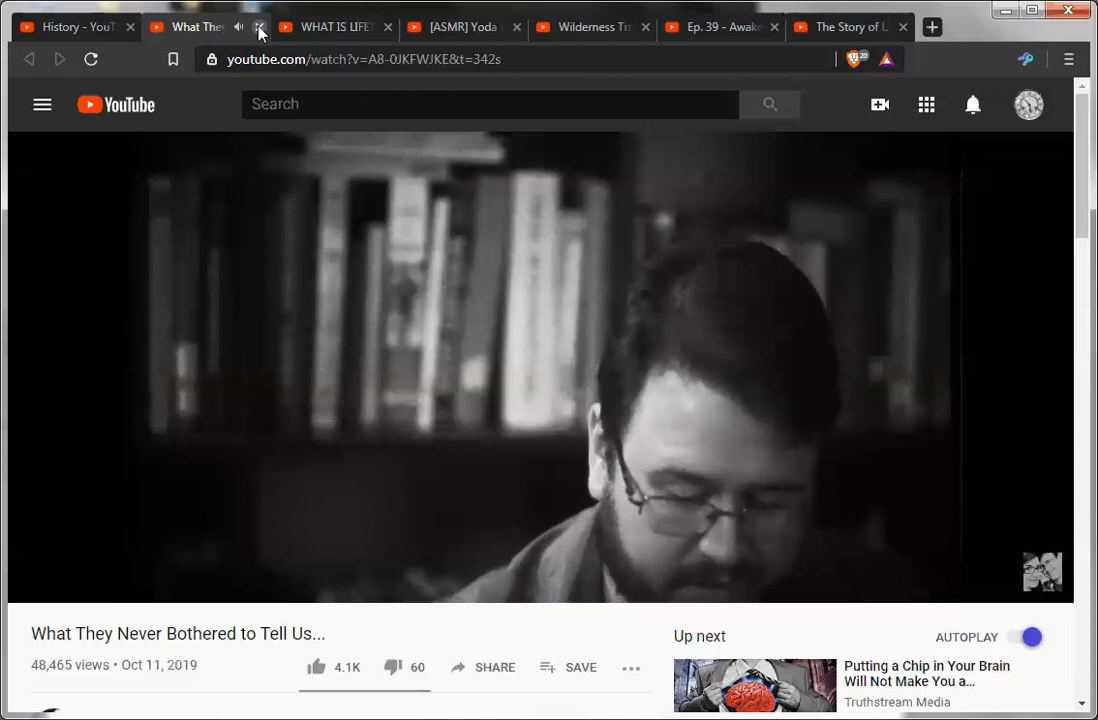 History - YouT
What They
WHAT IS LIFE?
[ASMR] Yoda
Wilderness Tra
Ep. 39 - Awake
The Story of
youtube.com/watch?v=A8-0JKFWJKE&t=342s
20
YouTube
Search
What They Never Bothered to Tell Us...
48,465 views • Oct 11, 2019
4.1K
60
SHARE
SAVE
Up next
AUTOPLAY
Putting a Chip in Your Brain
Will Not Make You a...
Truthstream Media